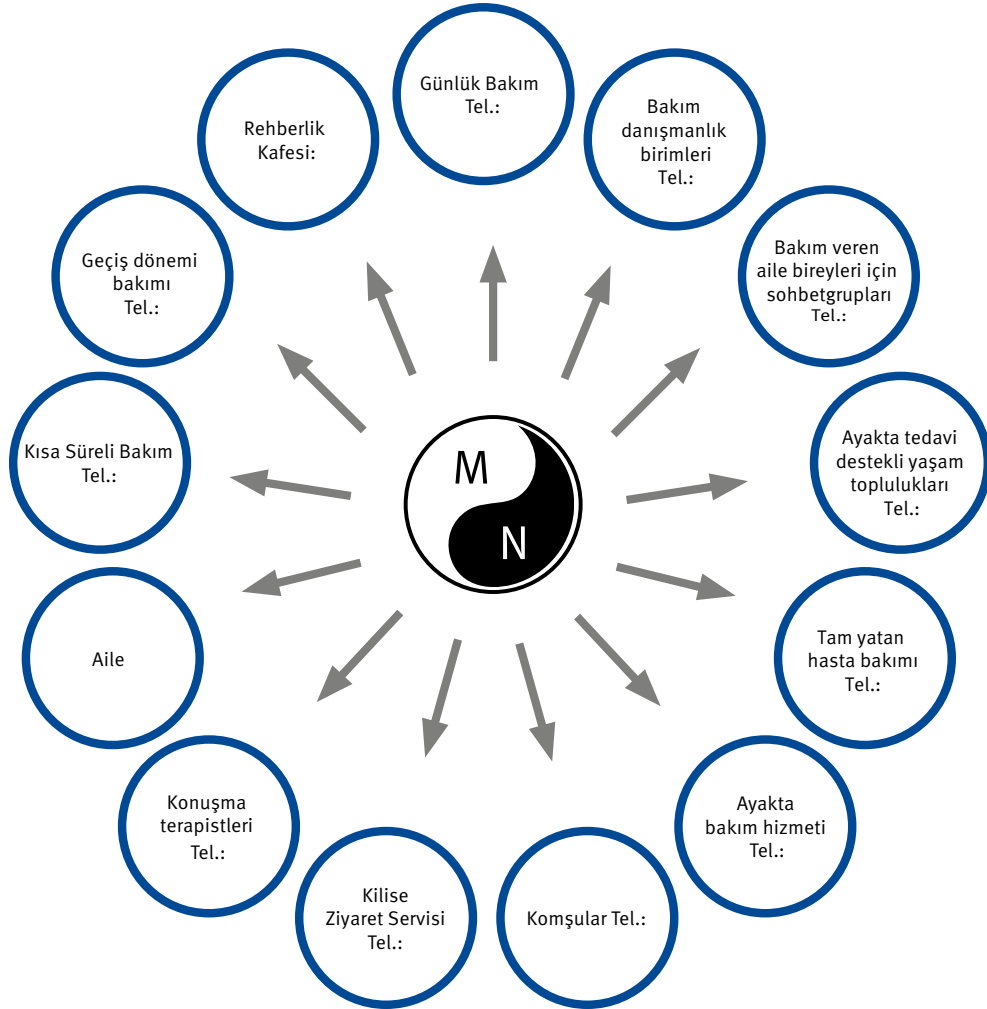 Günlük Bakım
Tel.:
Bakım
danışmanlık
birimleri
Tel.:
Bakım veren
aile bireyleri için
sohbetgrupları
Tel.:
Ayakta tedavi
destekli yaşam
toplulukları
Tel.:
Tam yatan
hasta bakımı
Tel.:
Ayakta
bakım hizmeti
Tel.:
Komşular Tel.:
Kilise
Ziyaret Servisi
Tel.:
Konuşma
terapistleri
Tel.:
Aile
Kısa Süreli Bakım
Tel.:
Geçiş dönemi
bakımı
Tel.:
Rehberlik
Kafesi:
M
N